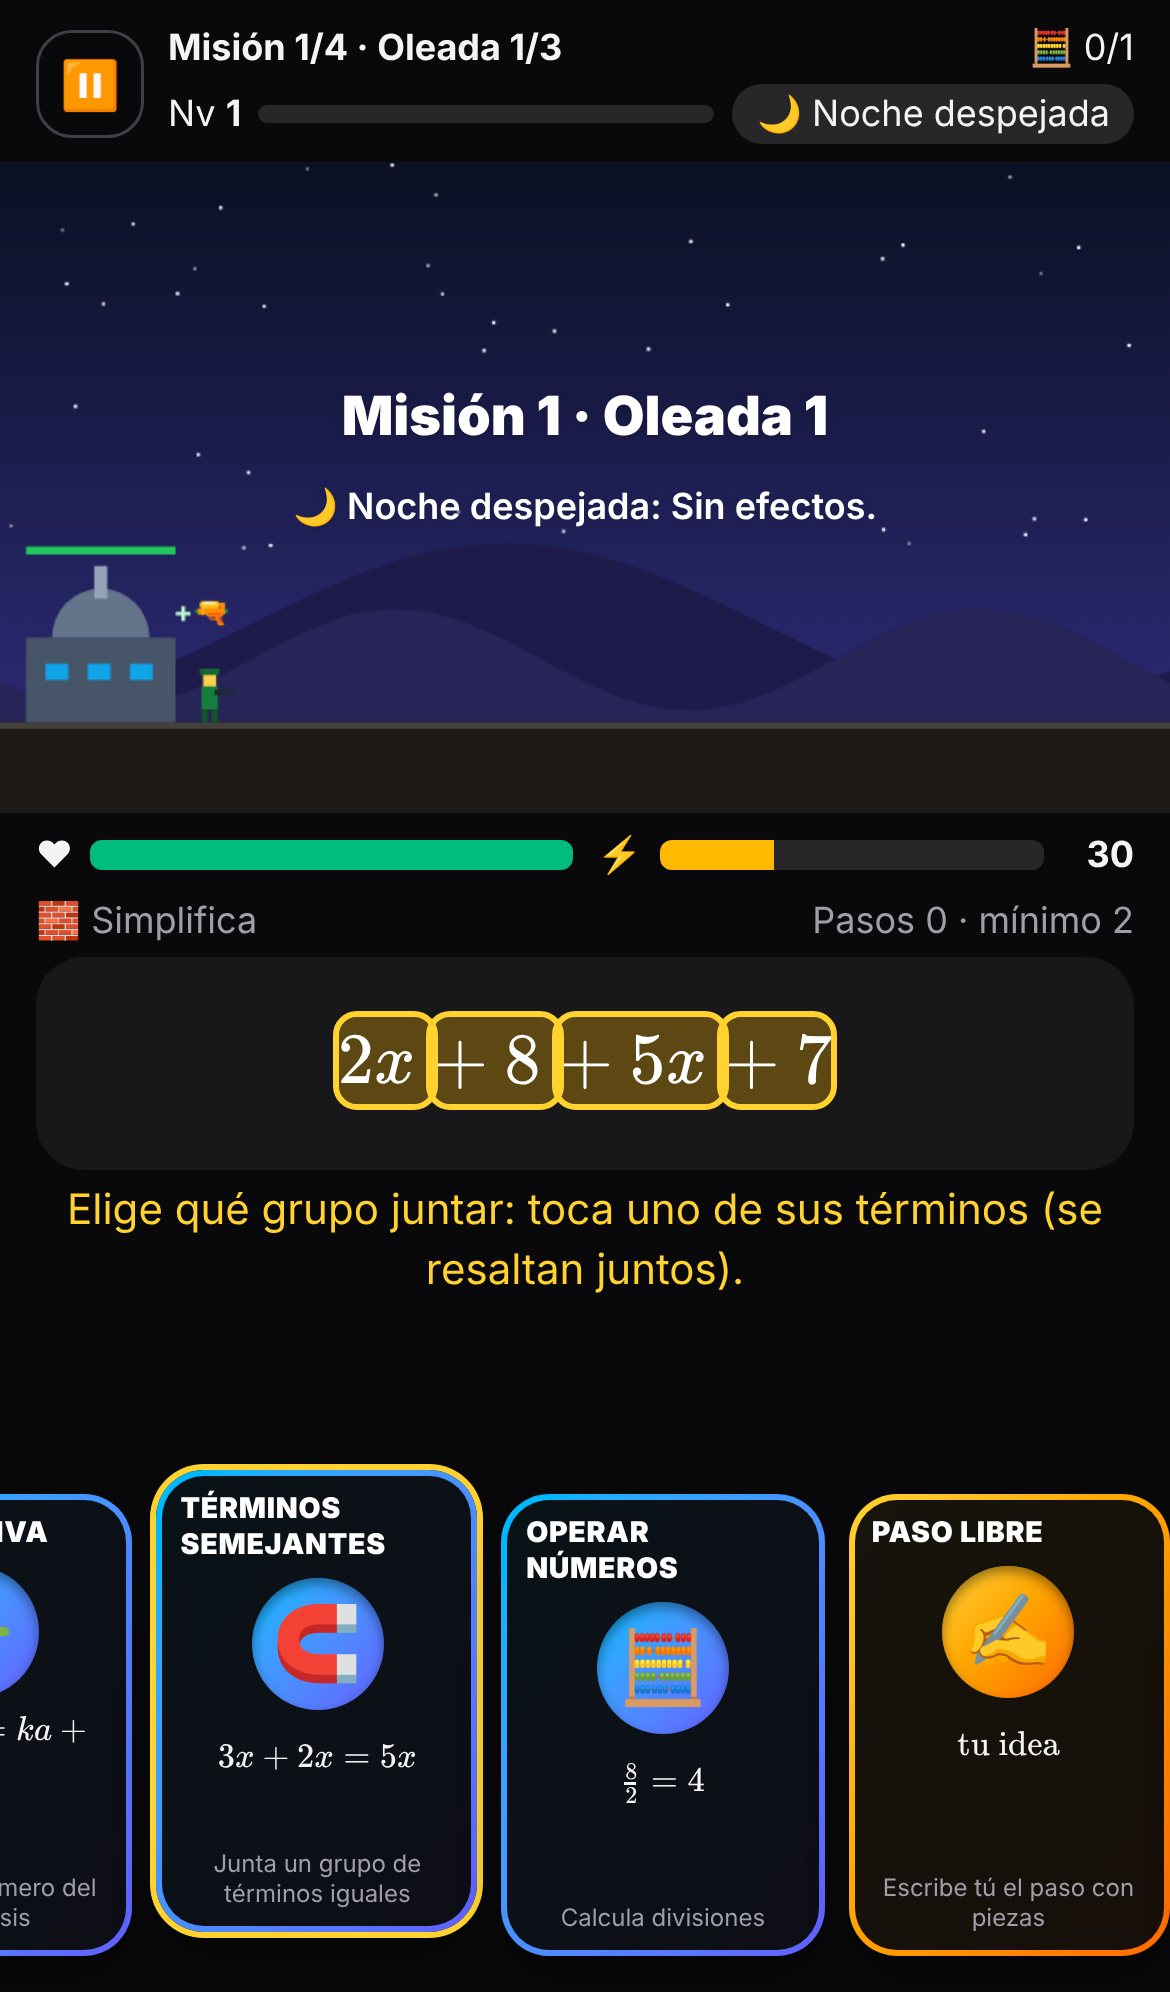 Misión 1/4 · Oleada 1/3
🧮 0/1
Nv 1
🌙 Noche despejada
Misión 1 · Oleada 1
🌙 Noche despejada: Sin efectos.
+🔫
30
🧱 Simplifica
Pasos 0 · mínimo 2
2x + 8 + 5x + 7
Elige qué grupo juntar: toca uno de sus términos (se
resaltan juntos).
IVA
= ka +
mero del
sis
TÉRMINOS
SEMEJANTES
3x + 2x = 5x
Junta un grupo de
términos iguales
OPERAR
NÚMEROS
8/2 = 4
Calcula divisiones
PASO LIBRE
tu idea
Escribe tú el paso con
piezas